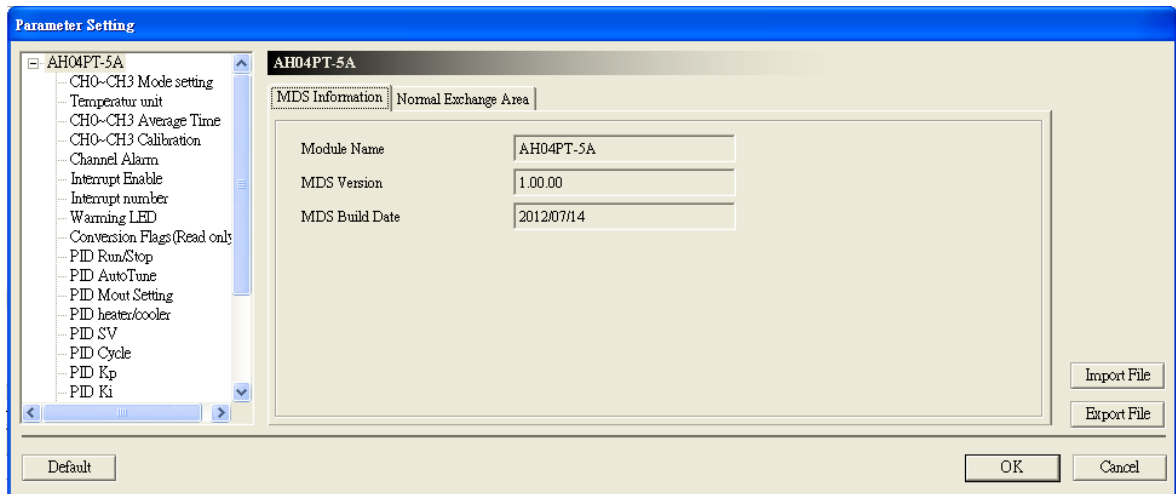 Parameter Setting
AH04PT-5A
CH0~CH3 Mode setting
Temperatur unit
CH0~CH3 Average Time
CH0~CH3 Calibration
Channel Alarm
Interrupt Enable
Interrupt number
Warning LED
Conversion Flags(Read only
PID Run/Stop
PID AutoTune
PID Mout Setting
PID heater/cooler
PID SV
PID Cycle
PID Kp
PID Ki
AH04PT-5A
MDS Information Normal Exchange Area
Module Name AH04PT-5A
MDS Version 1.00.00
MDS Build Date 2012/07/14
Import File
Export File
Default OK Cancel